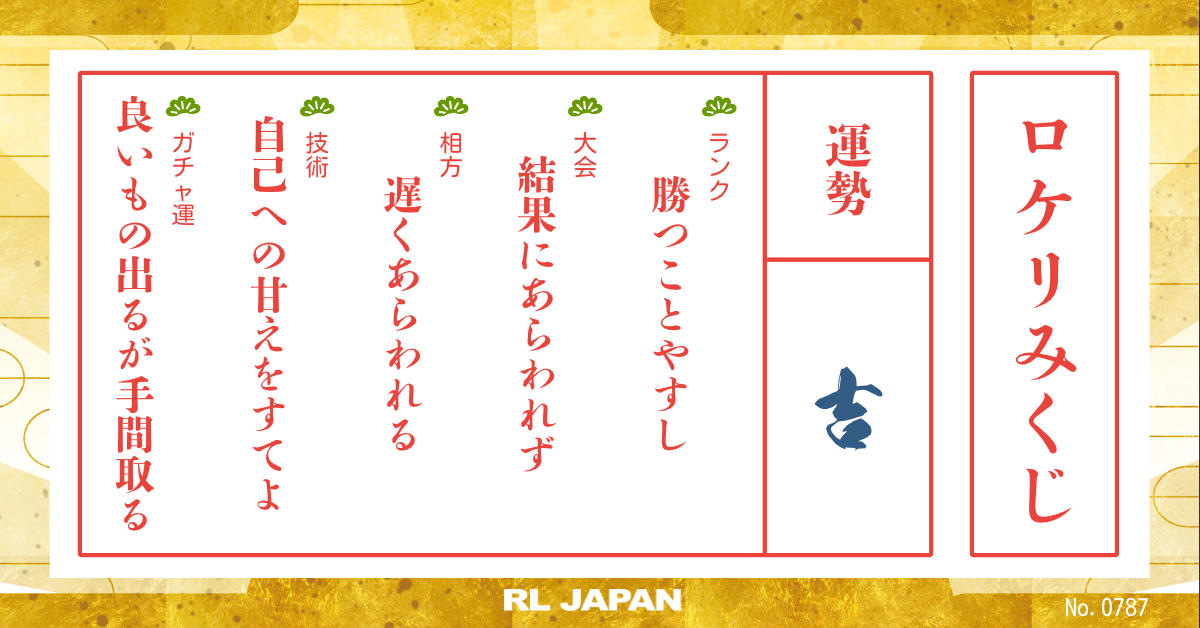 ロケリみくじ
運勢
吉
ランク
勝つことやすし
大会
結果にあらわれず
相方
遅くあらわれる
技術
自己への甘えをすてよ
ガチャ運
良いもの出るが手間取る
RL JAPAN
No. 0787